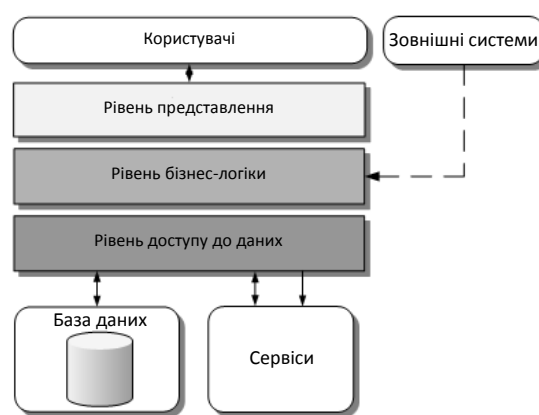 Користувачі
Зовнішні системи
Рівень представлення
Рівень бізнес-логіки
Рівень доступу до даних
База даних
Сервіси